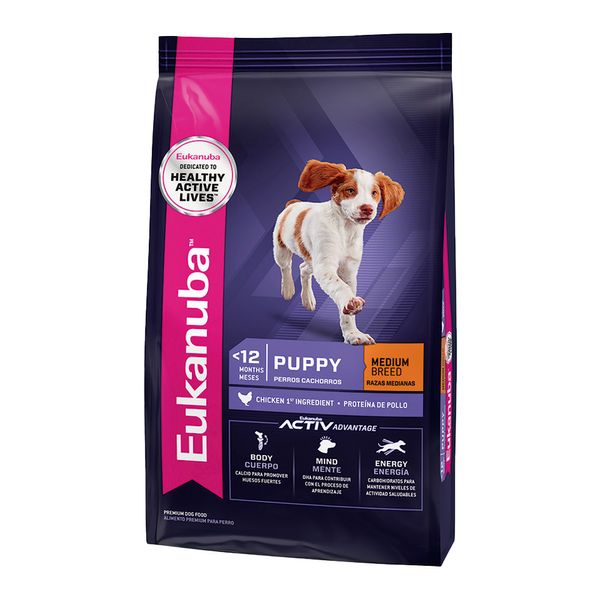 Eukanuba
DEDICATED TO
HEALTHY
ACTIVE
LIVES™
Eukanuba™
<12
MONTHS
MESES
PUPPY
PERROS CACHORROS
MEDIUM
BREED
RAZAS MEDIANAS
CHICKEN 1ST INGREDIENT • PROTEÍNA DE POLLO
Eukanuba
ACTIV ADVANTAGE
BODY
CUERPO
CALCIO PARA PROMOVER
HUESOS FUERTES
MIND
MENTE
DHA PARA CONTRIBUIR
CON EL PROCESO DE
APRENDIZAJE
ENERGY
ENERGÍA
CARBOHIDRATOS PARA
MANTENER NIVELES DE
ACTIVIDAD SALUDABLES
PREMIUM DOG FOOD
ALIMENTO PREMIUM PARA PERRO
<12 PUPPY